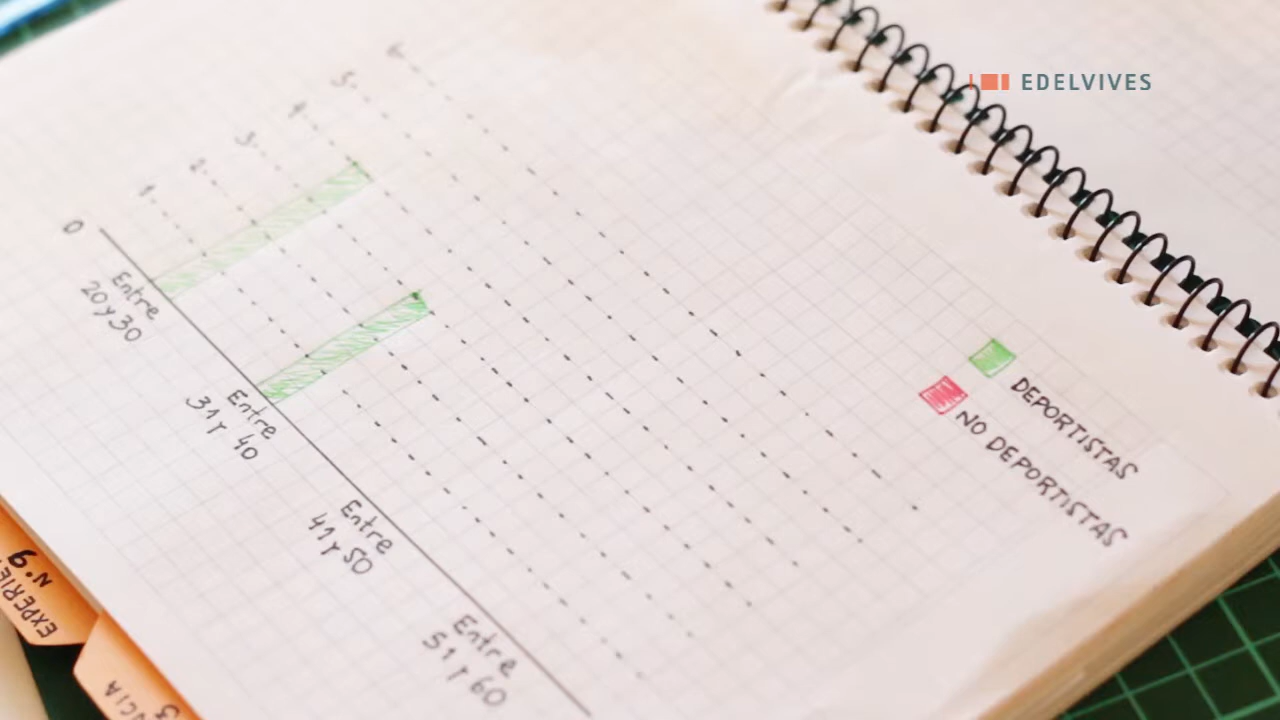 EDELVIVES
6
5
4
3
2
1
0
Entre
20 y 30
Entre
31 y 40
Entre
41 y 50
Entre
51 y 60
DEPORTISTAS
NO DEPORTISTAS
N.9